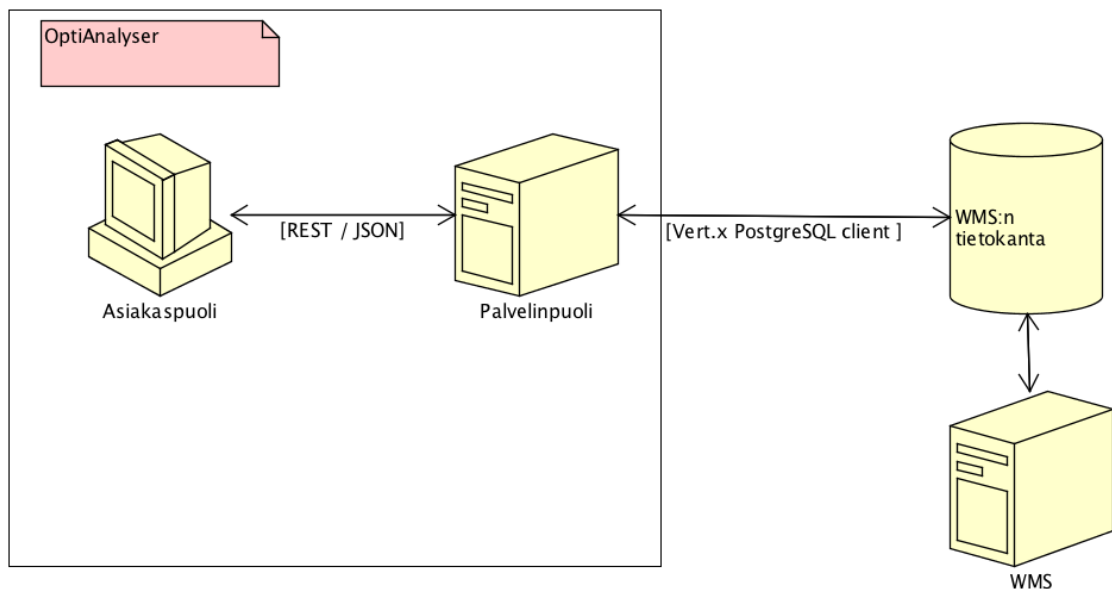 OptiAnalyser
[REST / JSON]
[Vert.x PostgreSQL client ]
WMS:n
tietokanta
Asiakaspuoli
Palvelinpuoli
WMS